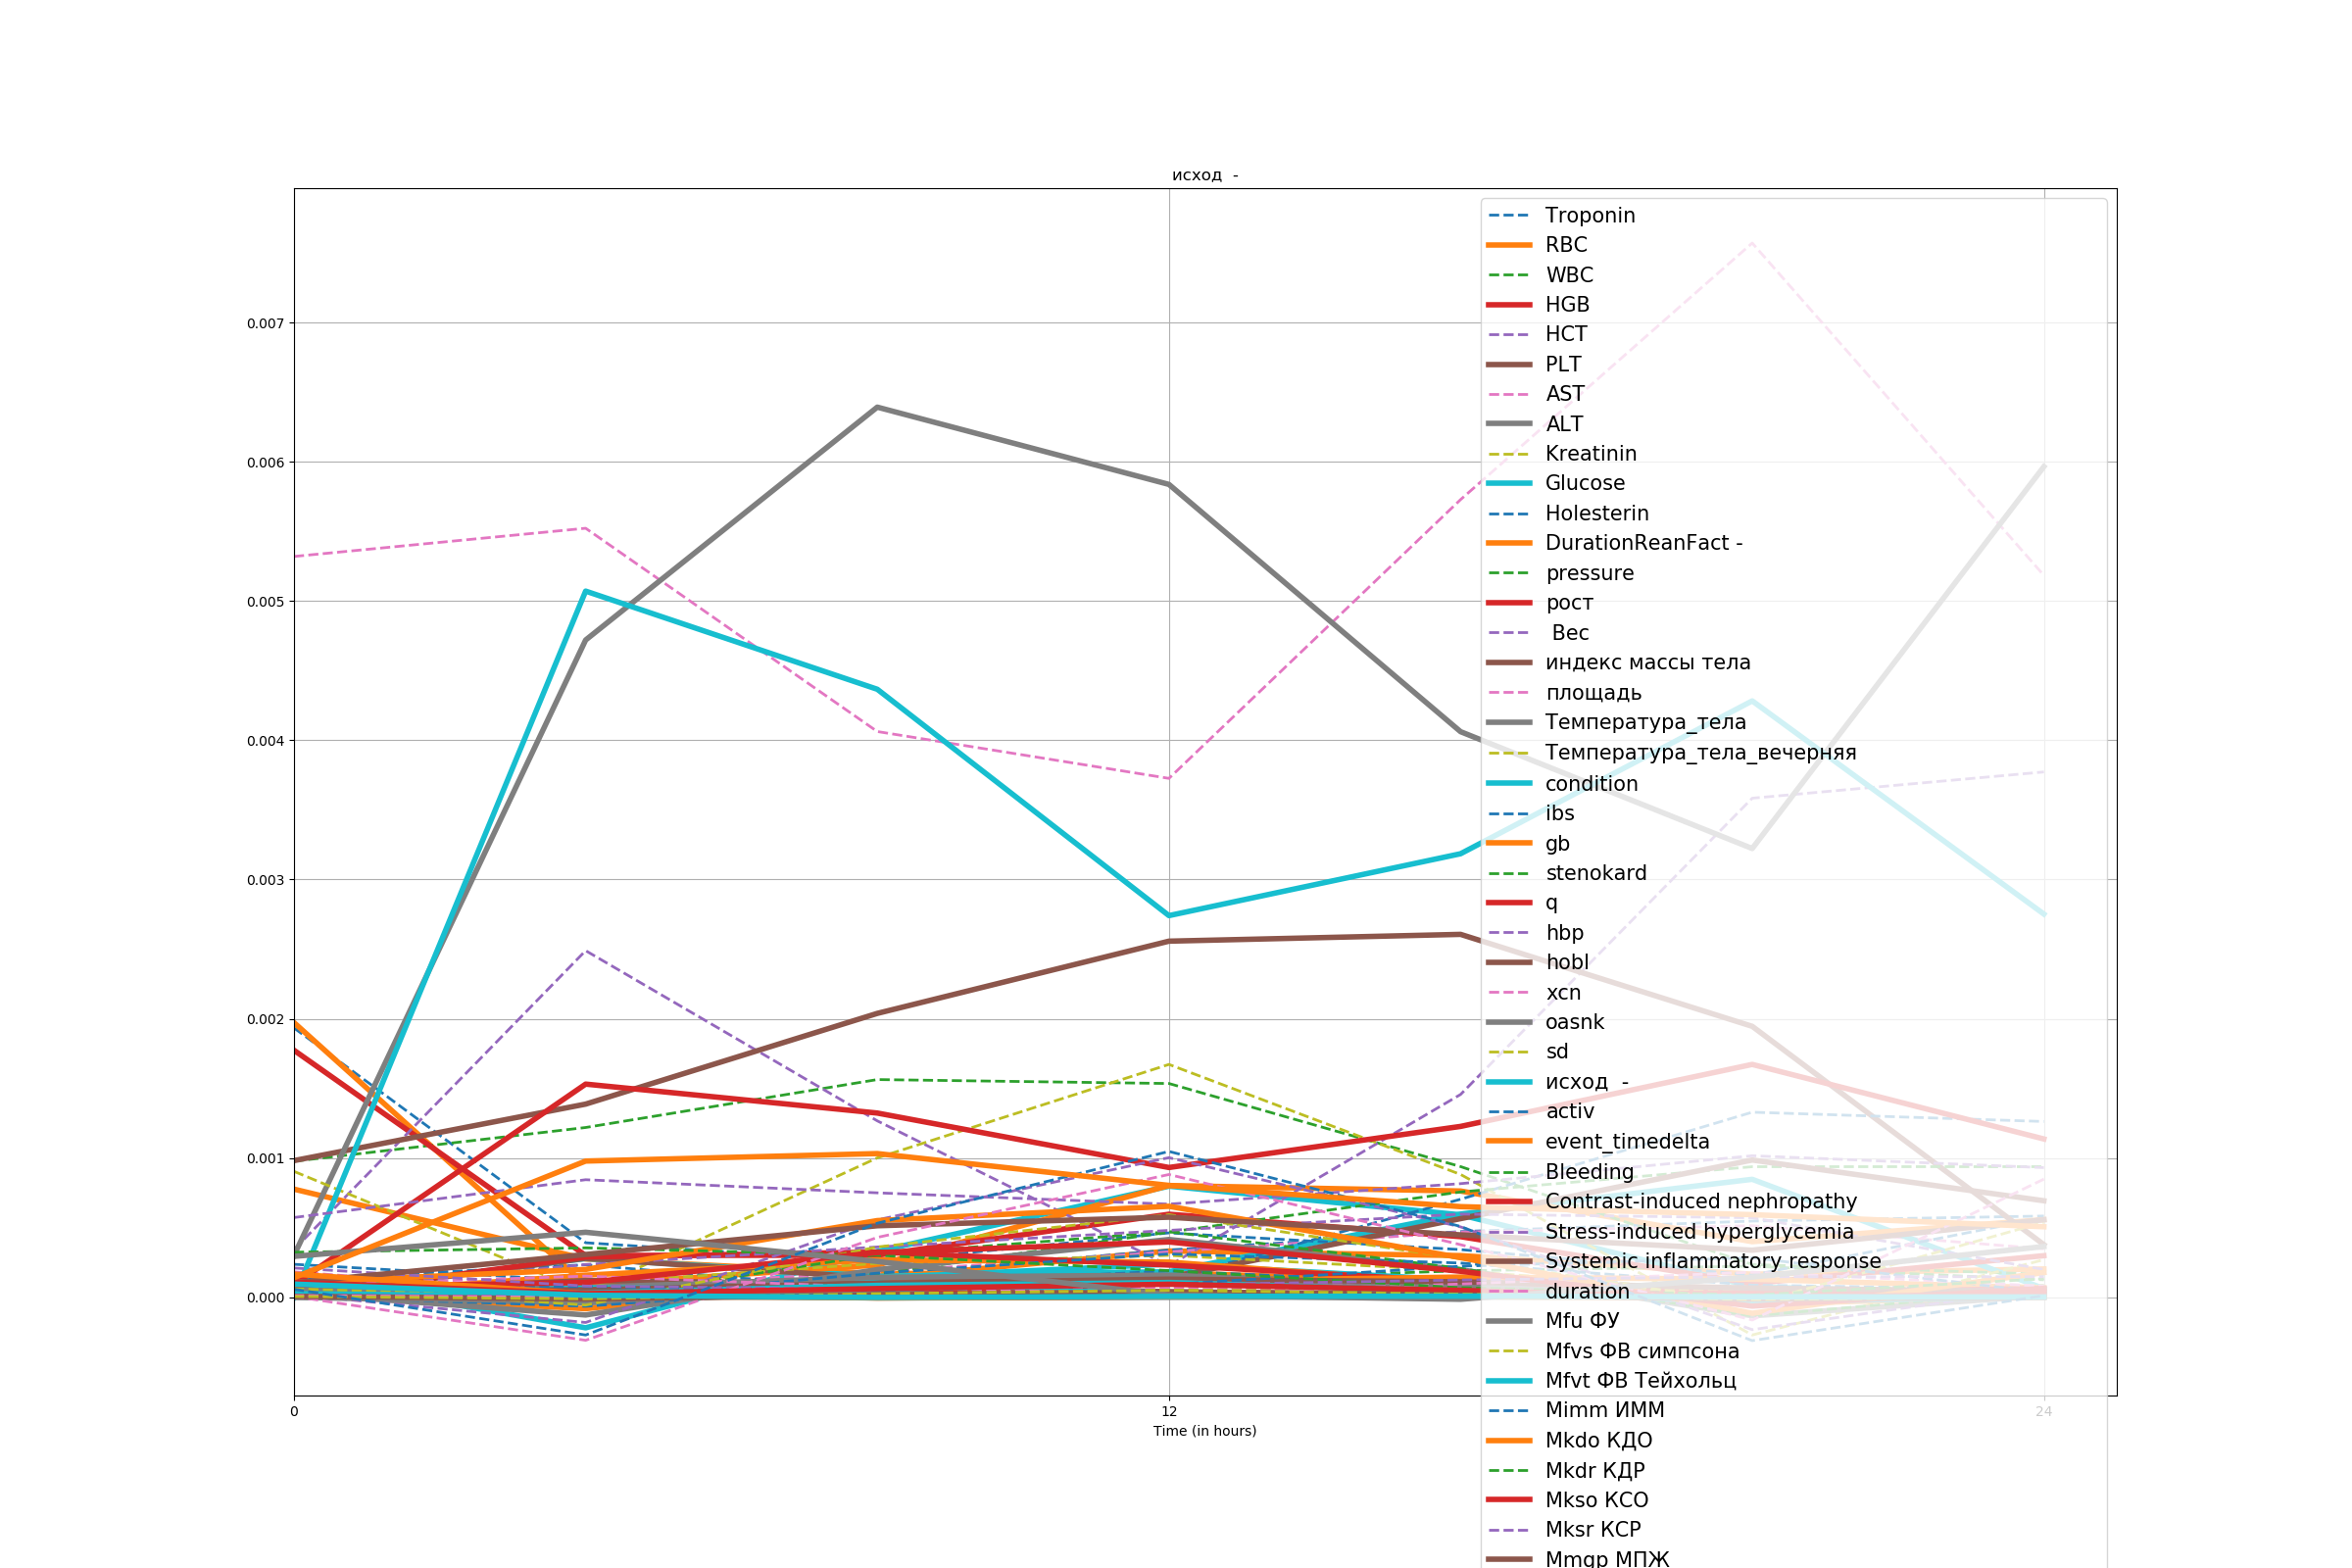 исход -
0.007
0.006
0.005
0.004
0.003
0.002
0.001
0.000
0
12
24
Time (in hours)
Troponin
RBC
WBC
HGB
HCT
PLT
AST
ALT
Kreatinin
Glucose
Holesterin
DurationReanFact -
pressure
рост
Вес
индекс массы тела
площадь
Температура_тела
Температура_тела_вечерняя
condition
ibs
gb
stenokard
q
hbp
hobl
xcn
oasnk
sd
исход -
activ
event_timedelta
Bleeding
Contrast-induced nephropathy
Stress-induced hyperglycemia
Systemic inflammatory response
duration
Mfu ФУ
Mfvs ФВ симпсона
Mfvt ФВ Тейхольц
Mimm ИММ
Mkdo КДО
Mkdr КДР
Mkso КСО
Mksr КСР
Mmgp МПЖ